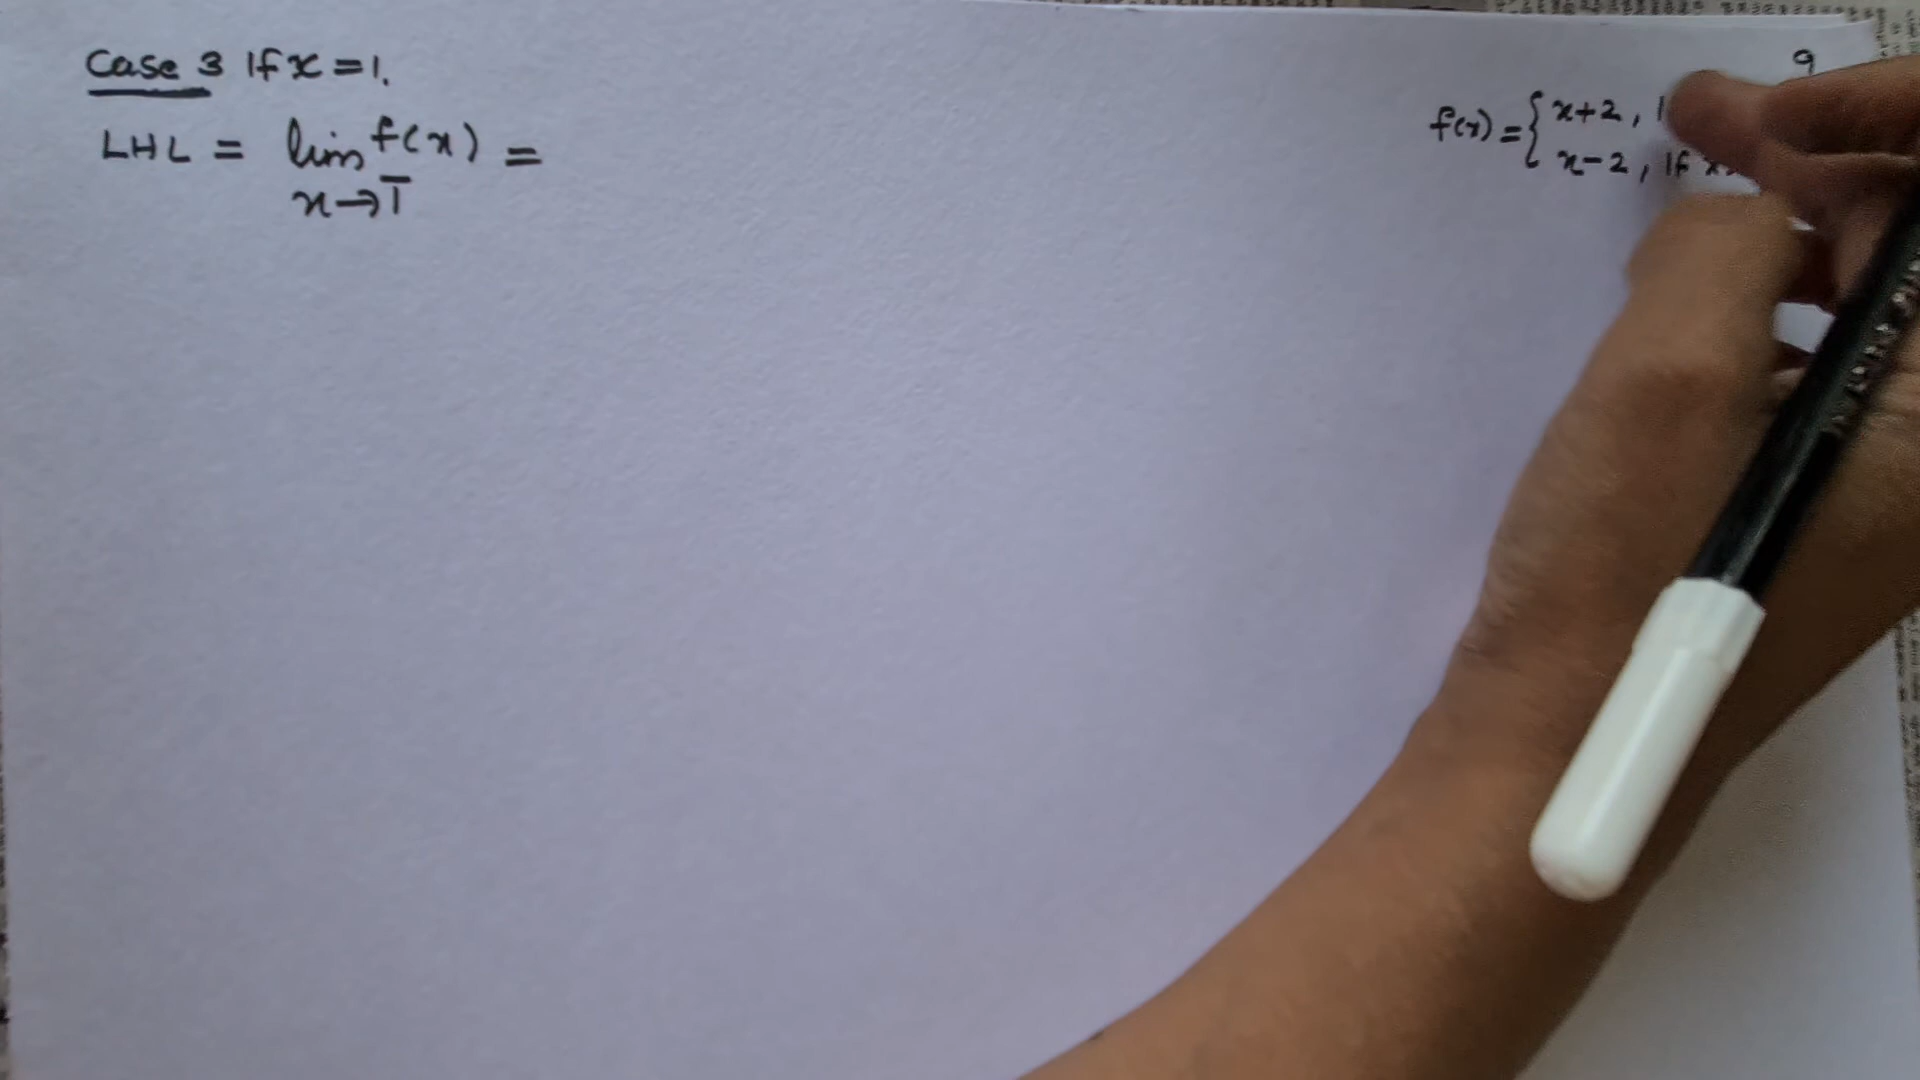 Case 3 If x = 1.
LHL = lim f(x) =
x→1⁻
9
f(x) = { x+2 ,
x-2 , If x